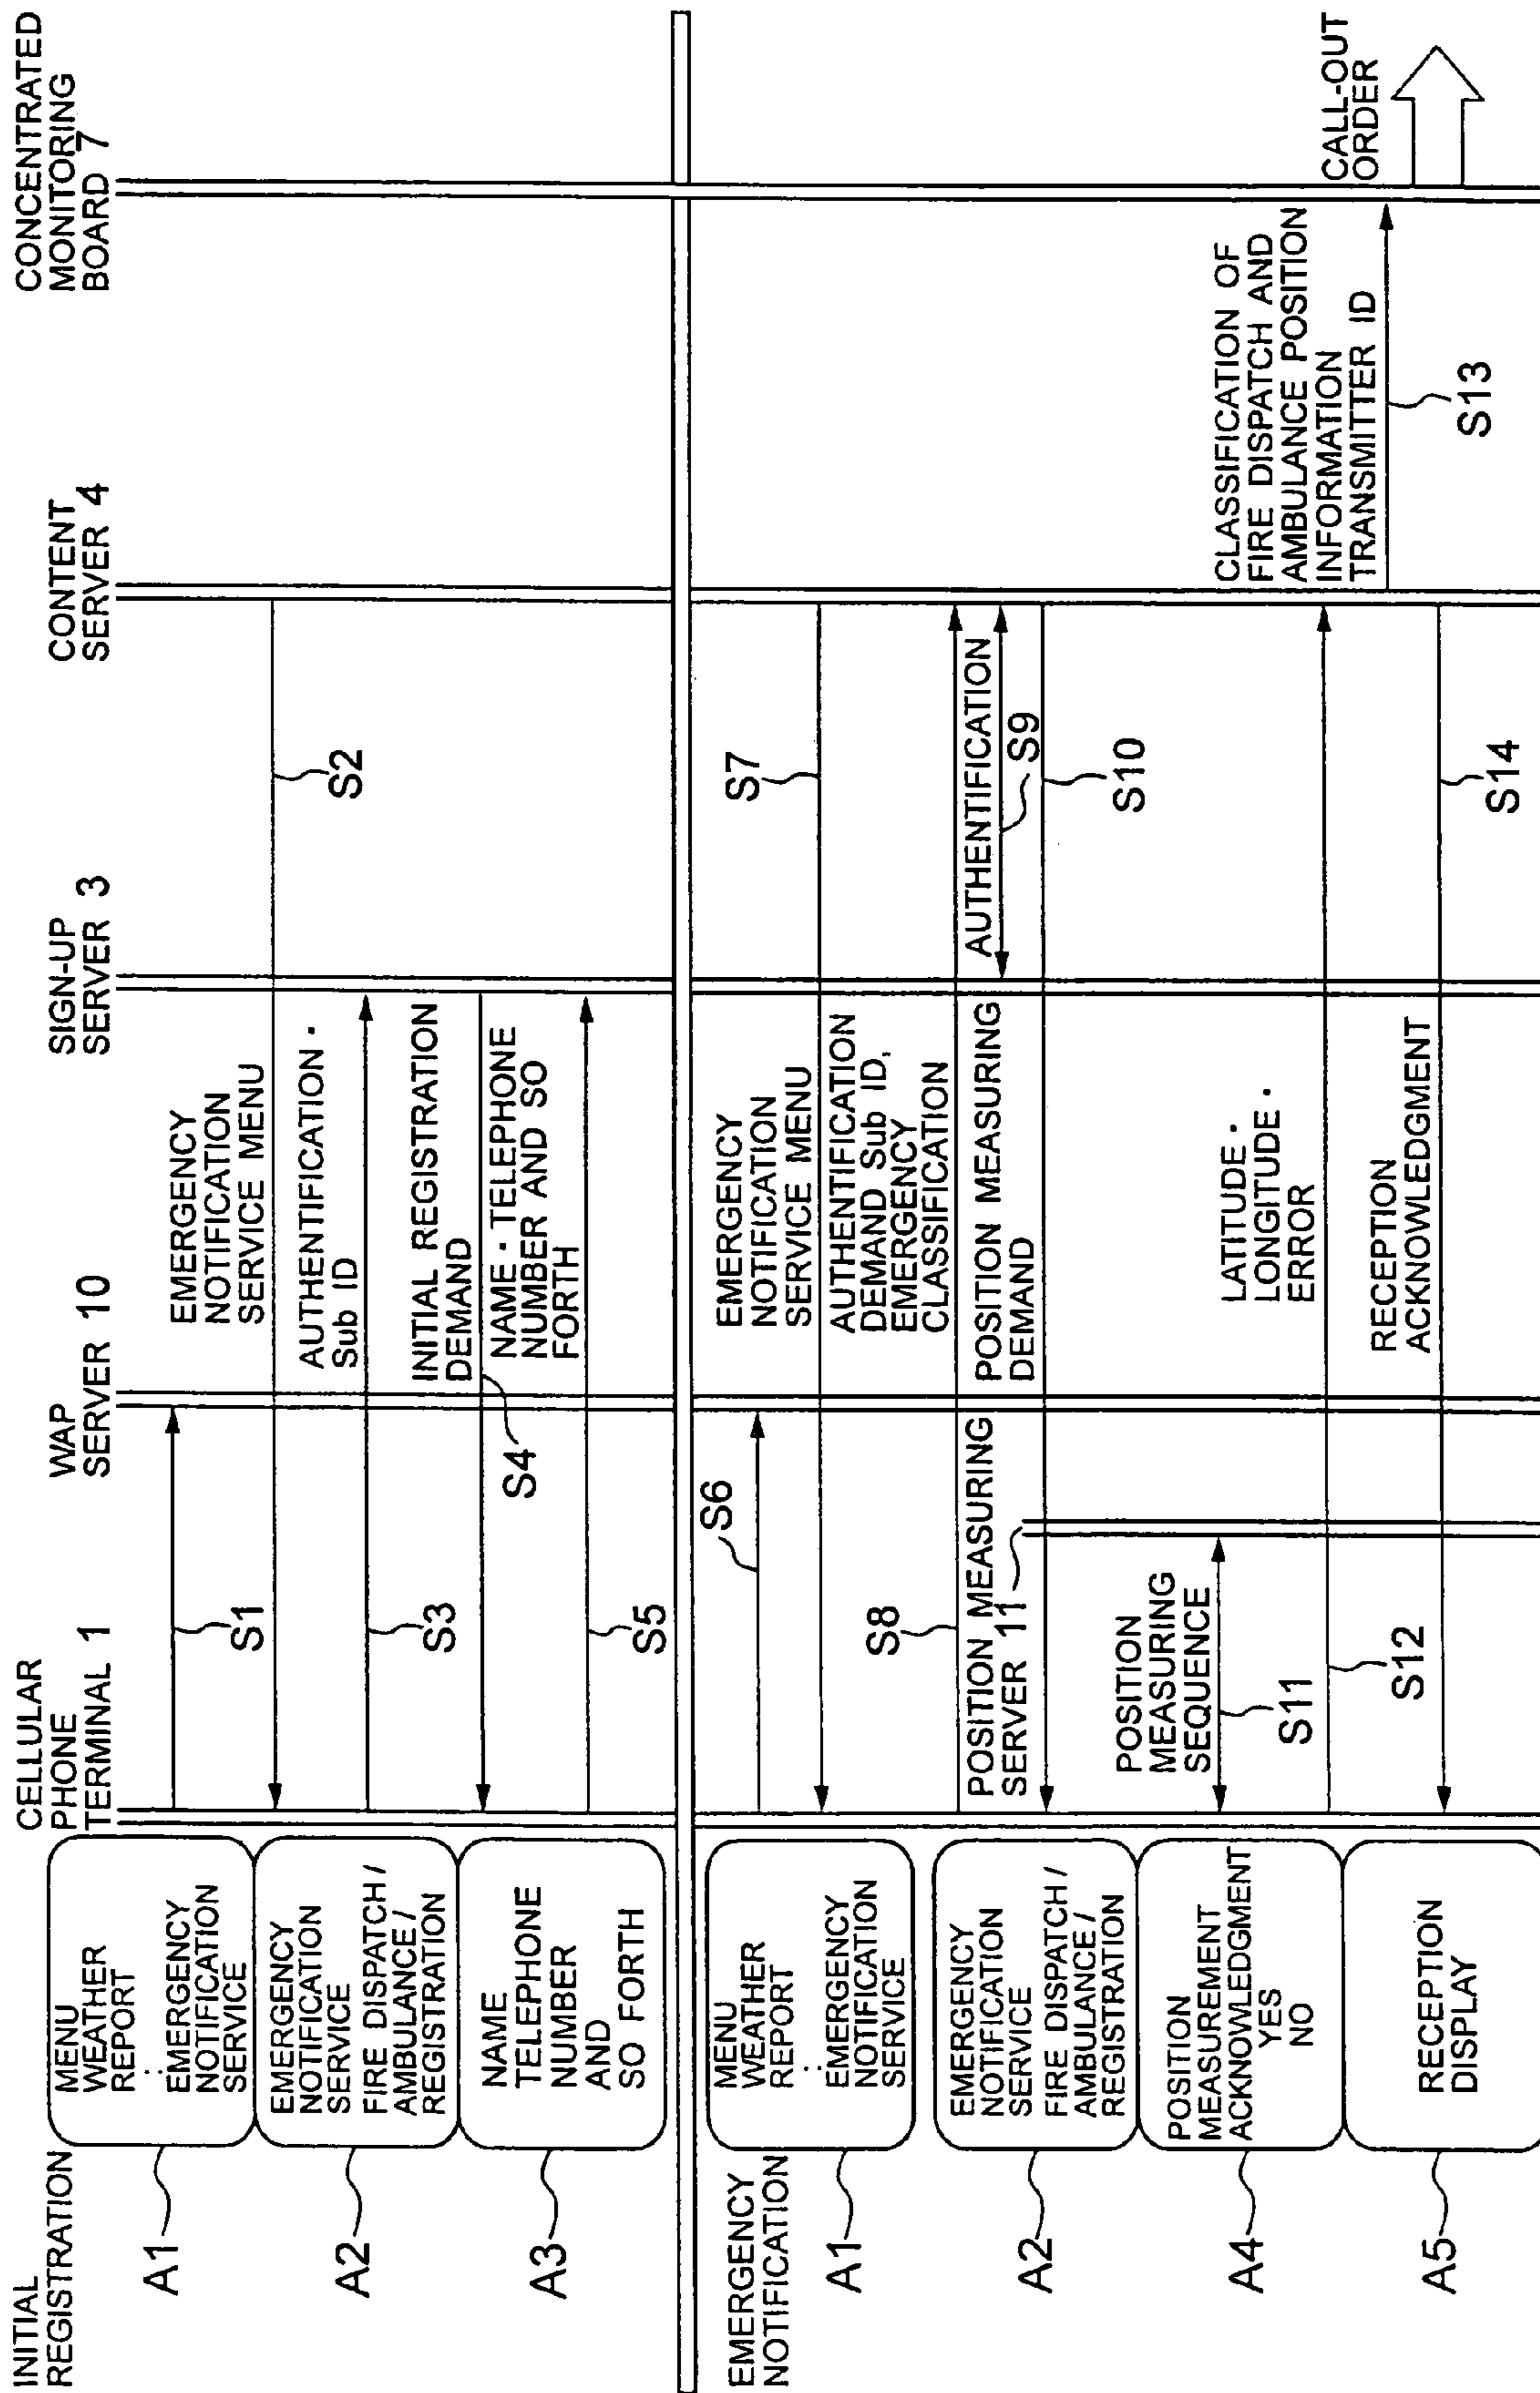 INITIAL
REGISTRATION
CELLULAR
PHONE
TERMINAL 1
WAP
SERVER 10
SIGN-UP
SERVER 3
CONTENT
SERVER 4
CONCENTRATED
MONITORING
BOARD 7
A1
MENU
WEATHER
REPORT
:
EMERGENCY
NOTIFICATION
SERVICE
S1
EMERGENCY
NOTIFICATION
SERVICE MENU
S2
A2
EMERGENCY
NOTIFICATION
SERVICE
FIRE DISPATCH /
AMBULANCE /
REGISTRATION
AUTHENTIFICATION ·
Sub ID
S3
INITIAL REGISTRATION
DEMAND
S4
A3
NAME
TELEPHONE
NUMBER
AND
SO FORTH
NAME · TELEPHONE
NUMBER AND SO
FORTH
S5
EMERGENCY
NOTIFICATION
A1
MENU
WEATHER
REPORT
:
EMERGENCY
NOTIFICATION
SERVICE
S6
EMERGENCY
NOTIFICATION
SERVICE MENU
S7
AUTHENTIFICATION
DEMAND Sub ID,
EMERGENCY
CLASSIFICATION
S8
A2
EMERGENCY
NOTIFICATION
SERVICE
FIRE DISPATCH /
AMBULANCE /
REGISTRATION
AUTHENTIFICATION
S9
POSITION MEASURING
DEMAND
S10
POSITION MEASURING
SERVER 11
A4
POSITION
MEASUREMENT
ACKNOWLEDGMENT
YES
NO
POSITION
MEASURING
SEQUENCE
S11
LATITUDE ·
LONGITUDE ·
ERROR
S12
CLASSIFICATION OF
FIRE DISPATCH AND
AMBULANCE POSITION
INFORMATION
TRANSMITTER ID
S13
CALL-OUT
ORDER
A5
RECEPTION
DISPLAY
RECEPTION
ACKNOWLEDGMENT
S14